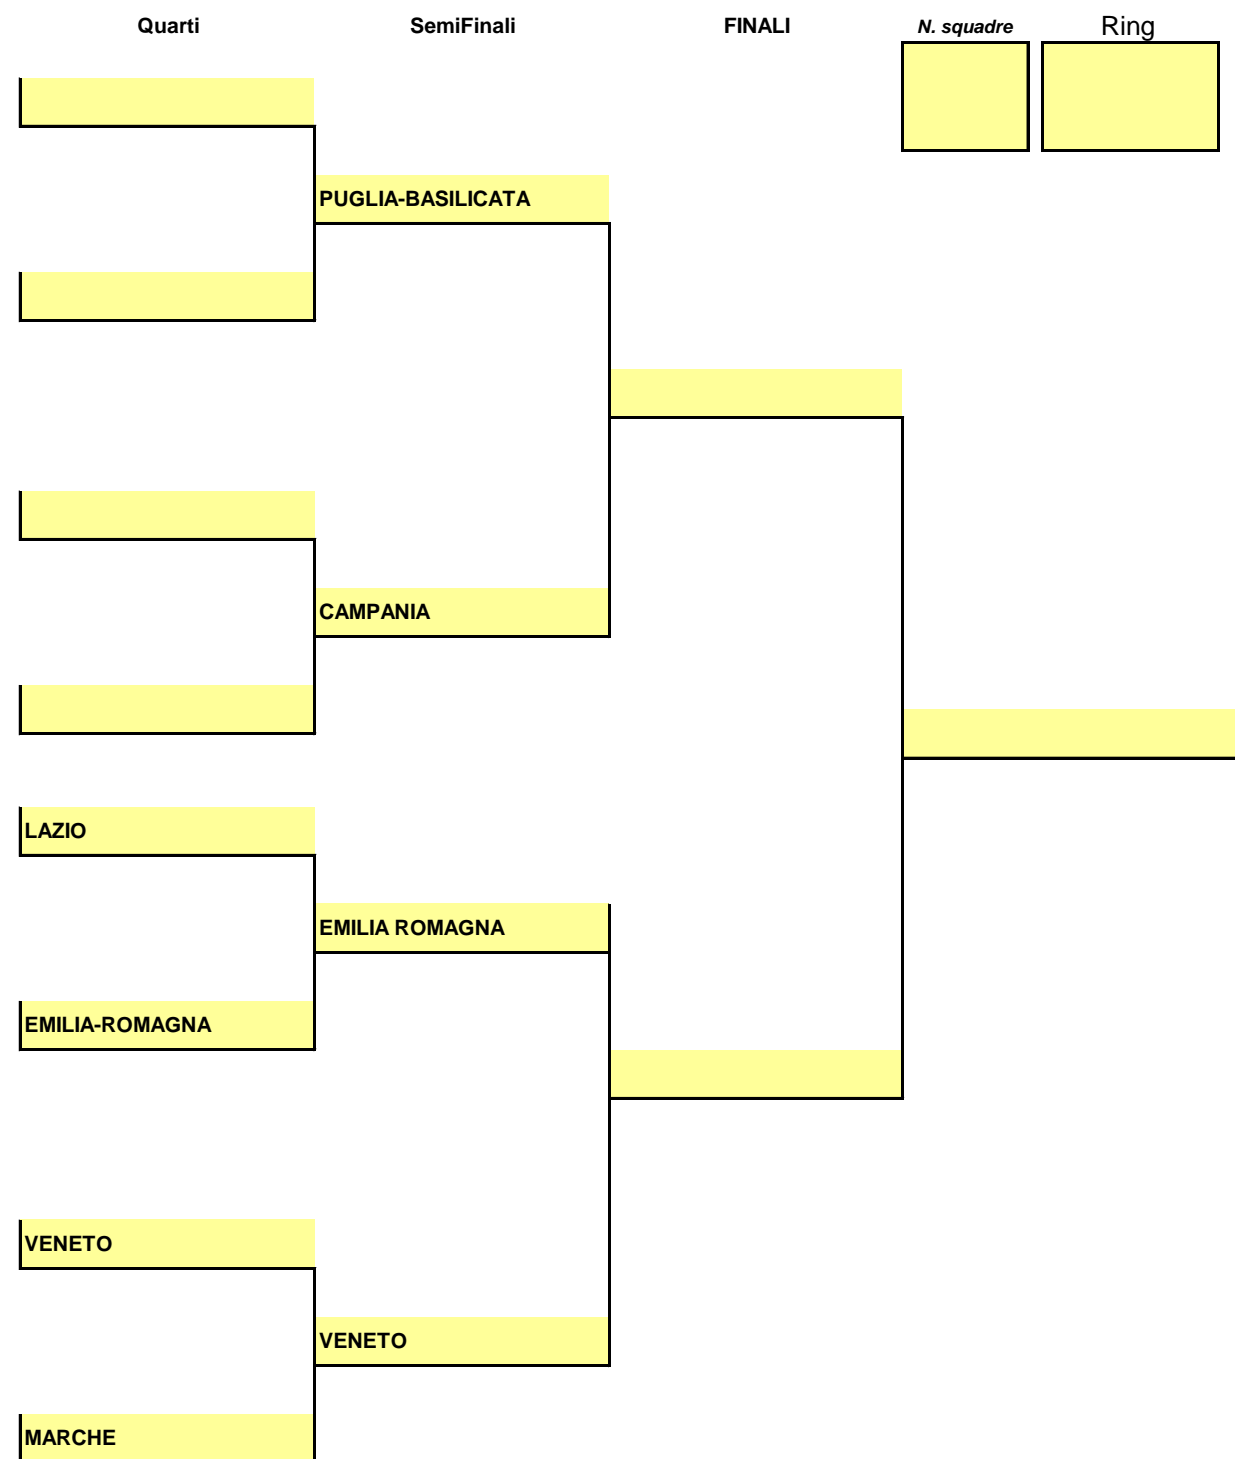 Quarti SemiFinali FINALI N. squadre Ring
PUGLIA-BASILICATA
CAMPANIA
LAZIO
EMILIA ROMAGNA
EMILIA-ROMAGNA
VENETO
VENETO
MARCHE